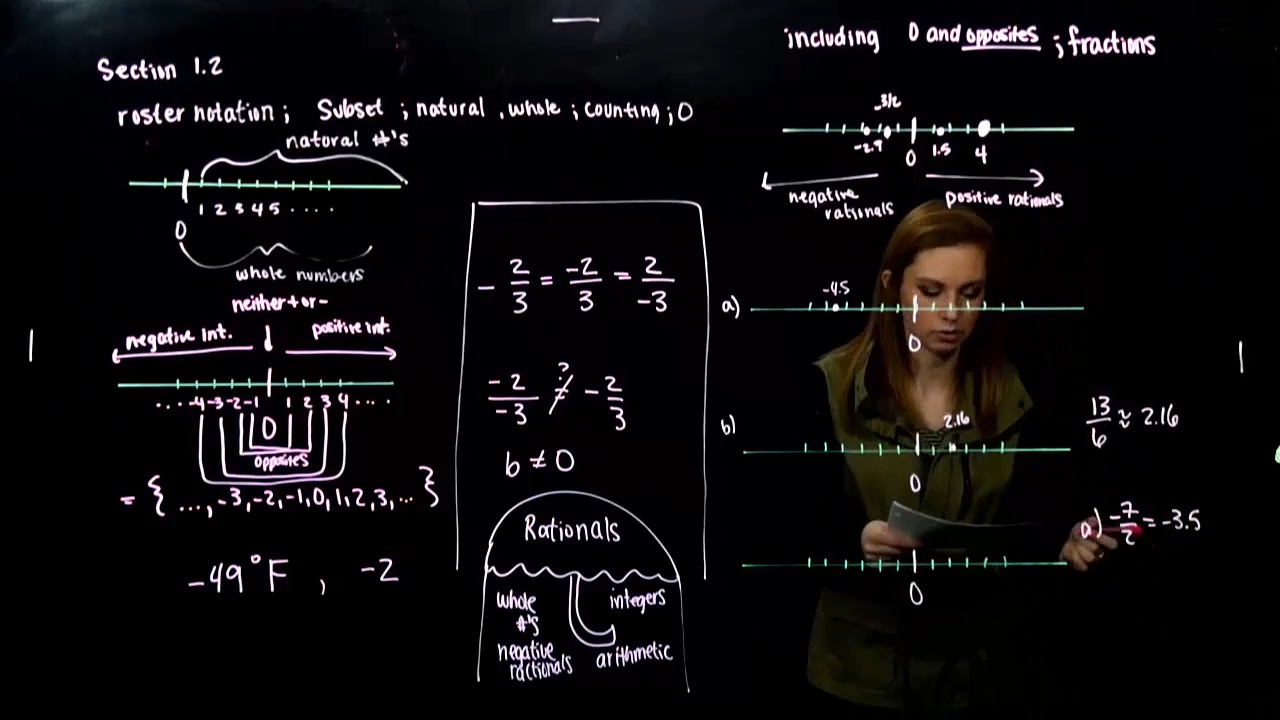 Section 1.2
roster notation; Subset; natural, whole; counting; 0
natural #'s
1 2 3 4 5 . . . .
0
whole numbers
neither + or -
negative int.
positive int.
... -4 -3 -2 -1 1 2 3 4 ....
0
opposites
= { ..., -3, -2, -1, 0, 1, 2, 3, ... }
-49°F , -2
- 2/3 = -2/3 = 2/-3
-2/-3 ≠? - 2/3
b ≠ 0
Rationals
whole #'s
integers
negative ractionals
arithmetic
including 0 and opposites ; fractions
-3/2
-2.9 0 1.5 4
negative rationals
positive rationals
a)
-4.5
0
b)
2.16
0
13/6 ≈ 2.16
a) -7/2 = -3.5
0